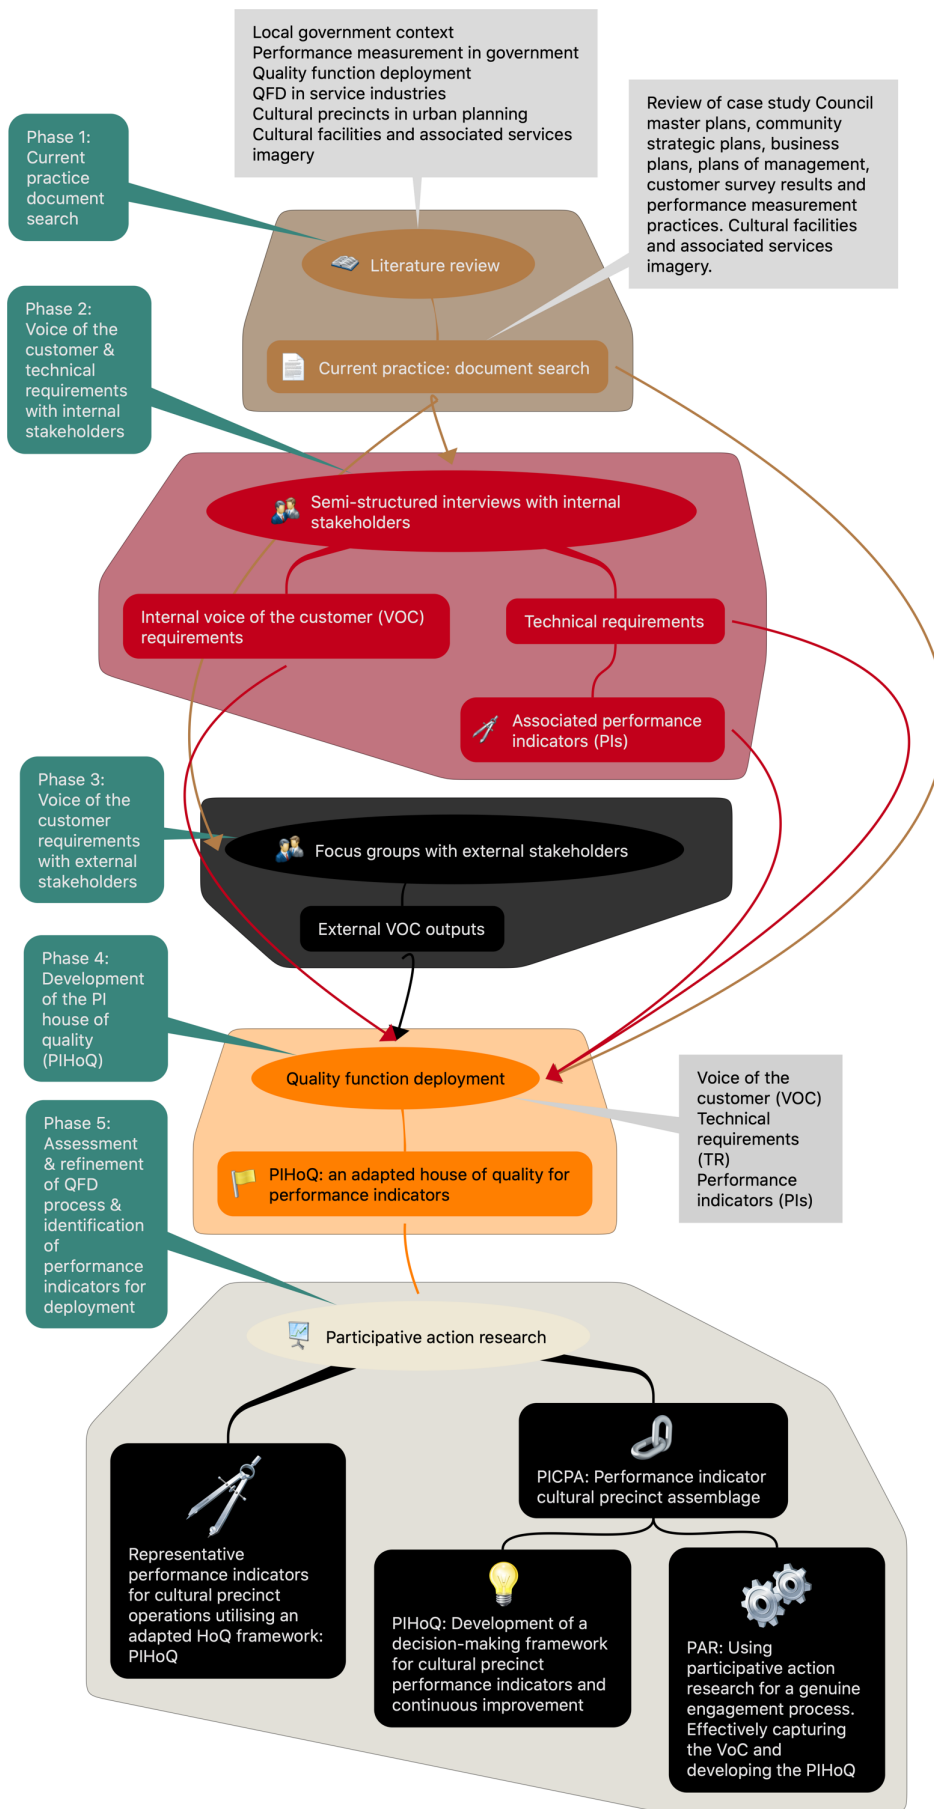 Local government context
Performance measurement in government
Quality function deployment
QFD in service industries
Cultural precincts in urban planning
Cultural facilities and associated services
imagery
Review of case study Council
master plans, community
strategic plans, business
plans, plans of management,
customer survey results and
performance measurement
practices. Cultural facilities
and associated services
imagery.
Phase 1:
Current
practice
document
search
Literature review
Current practice: document search
Phase 2:
Voice of the
customer &
technical
requirements
with internal
stakeholders
Semi-structured interviews with internal
stakeholders
Internal voice of the customer (VOC)
requirements
Technical requirements
Associated performance
indicators (PIs)
Phase 3:
Voice of the
customer
requirements
with external
stakeholders
Focus groups with external stakeholders
External VOC outputs
Phase 4:
Development
of the PI
house of
quality
(PIHoQ)
Quality function deployment
Voice of the
customer (VOC)
Technical
requirements
(TR)
Performance
indicators (PIs)
PIHoQ: an adapted house of quality for
performance indicators
Phase 5:
Assessment
& refinement
of QFD
process &
identification
of
performance
indicators for
deployment
Participative action research
Representative
performance indicators
for cultural precinct
operations utilising an
adapted HoQ framework:
PIHoQ
PICPA: Performance indicator
cultural precinct assemblage
PIHoQ: Development of a
decision-making framework
for cultural precinct
performance indicators and
continuous improvement
PAR: Using
participative action
research for a genuine
engagement process.
Effectively capturing
the VoC and
developing the PIHoQ